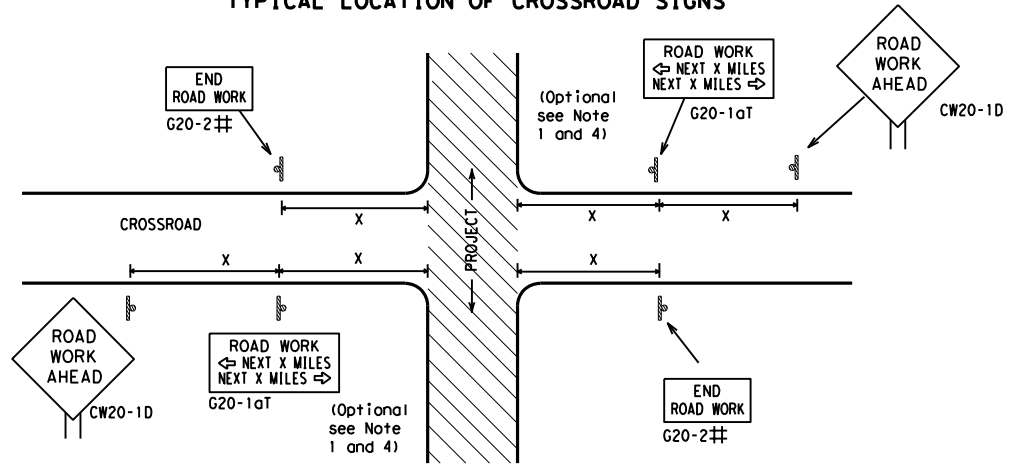 TYPICAL LOCATION OF CROSSROAD SIGNS
END
ROAD WORK
G20-2#
ROAD WORK
⇦ NEXT X MILES
NEXT X MILES ⇨
G20-1aT
(Optional
see Note
1 and 4)
ROAD
WORK
AHEAD
CW20-1D
CROSSROAD
X
X
X
PROJECT
X
X
X
ROAD
WORK
AHEAD
CW20-1D
ROAD WORK
⇦ NEXT X MILES
NEXT X MILES ⇨
G20-1aT
(Optional
see Note
1 and 4)
END
ROAD WORK
G20-2#